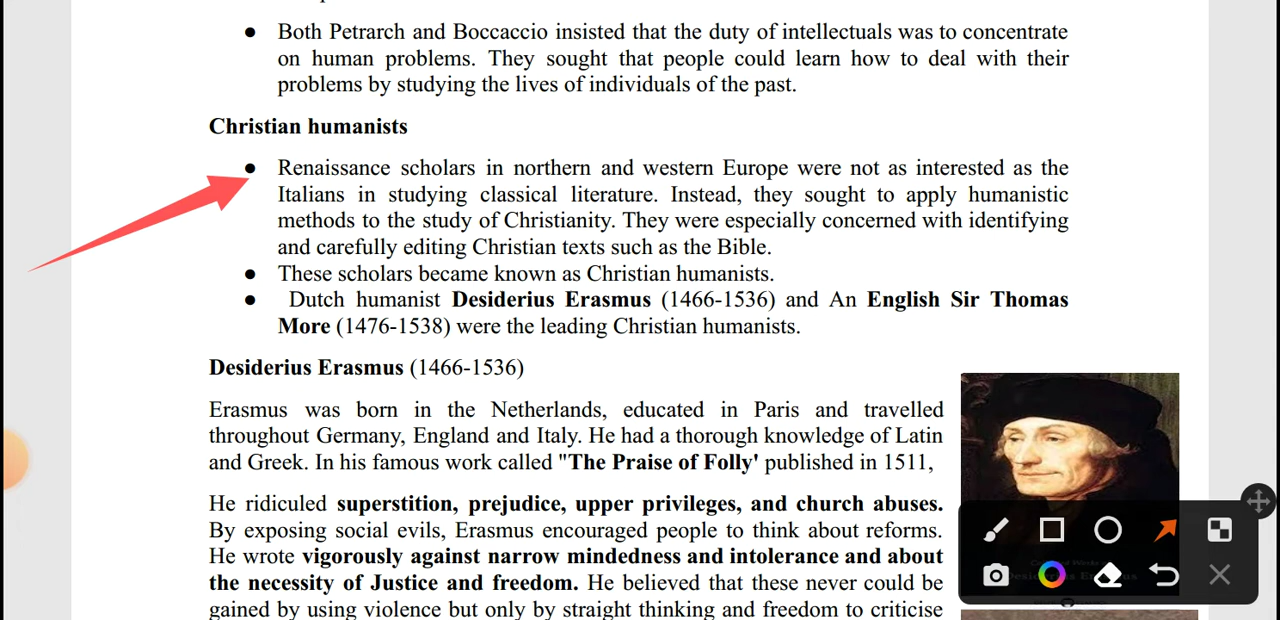 ● Both Petrarch and Boccaccio insisted that the duty of intellectuals was to concentrate
on human problems. They sought that people could learn how to deal with their
problems by studying the lives of individuals of the past.
Christian humanists
● Renaissance scholars in northern and western Europe were not as interested as the
Italians in studying classical literature. Instead, they sought to apply humanistic
methods to the study of Christianity. They were especially concerned with identifying
and carefully editing Christian texts such as the Bible.
● These scholars became known as Christian humanists.
● Dutch humanist Desiderius Erasmus (1466-1536) and An English Sir Thomas
More (1476-1538) were the leading Christian humanists.
Desiderius Erasmus (1466-1536)
Erasmus was born in the Netherlands, educated in Paris and travelled
throughout Germany, England and Italy. He had a thorough knowledge of Latin
and Greek. In his famous work called "The Praise of Folly' published in 1511,
He ridiculed superstition, prejudice, upper privileges, and church abuses.
By exposing social evils, Erasmus encouraged people to think about reforms.
He wrote vigorously against narrow mindedness and intolerance and about
the necessity of Justice and freedom. He believed that these never could be
gained by using violence but only by straight thinking and freedom to criticise